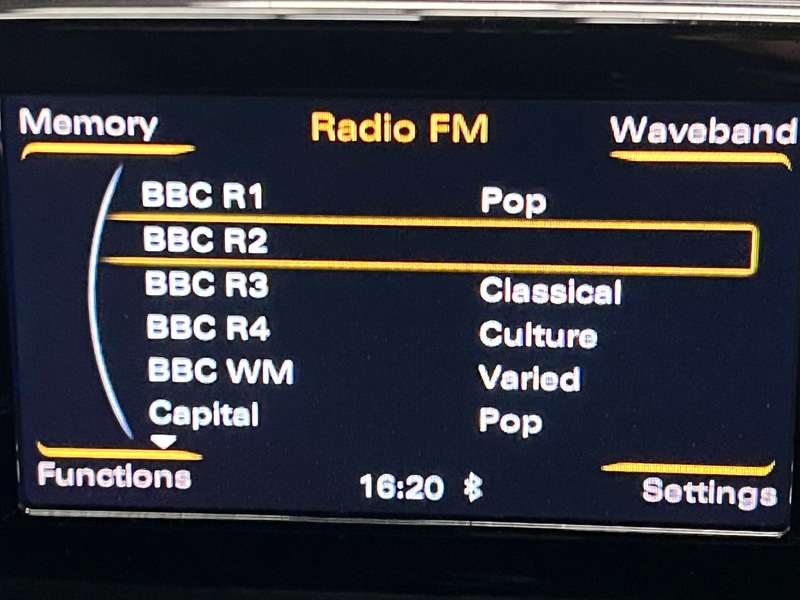 Memory Radio FM Waveband
BBC R1 Pop
BBC R2
BBC R3 Classical
BBC R4 Culture
BBC WM Varied
Capital Pop
Functions 16:20 Settings